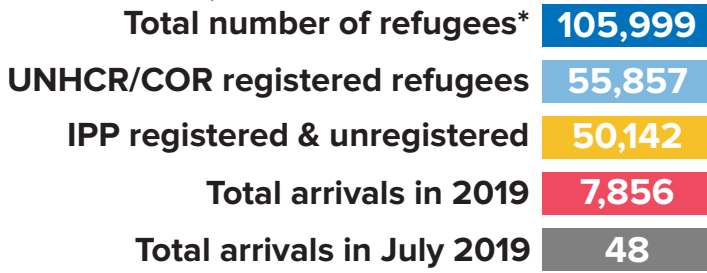 Total number of refugees* 105,999
UNHCR/COR registered refugees 55,857
IPP registered & unregistered 50,142
Total arrivals in 2019 7,856
Total arrivals in July 2019 48